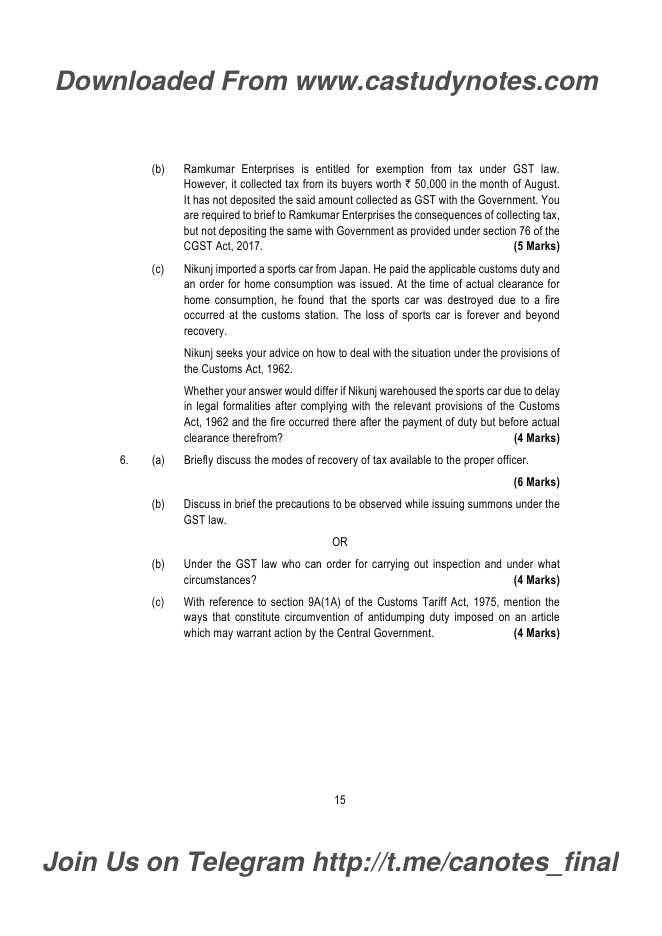 Downloaded From www.castudynotes.com
(b) Ramkumar Enterprises is entitled for exemption from tax under GST law.
However, it collected tax from its buyers worth ₹ 50,000 in the month of August.
It has not deposited the said amount collected as GST with the Government. You
are required to brief to Ramkumar Enterprises the consequences of collecting tax,
but not depositing the same with Government as provided under section 76 of the
CGST Act, 2017. (5 Marks)
(c) Nikunj imported a sports car from Japan. He paid the applicable customs duty and
an order for home consumption was issued. At the time of actual clearance for
home consumption, he found that the sports car was destroyed due to a fire
occurred at the customs station. The loss of sports car is forever and beyond
recovery.
Nikunj seeks your advice on how to deal with the situation under the provisions of
the Customs Act, 1962.
Whether your answer would differ if Nikunj warehoused the sports car due to delay
in legal formalities after complying with the relevant provisions of the Customs
Act, 1962 and the fire occurred there after the payment of duty but before actual
clearance therefrom? (4 Marks)
6. (a) Briefly discuss the modes of recovery of tax available to the proper officer.
(6 Marks)
(b) Discuss in brief the precautions to be observed while issuing summons under the
GST law.
OR
(b) Under the GST law who can order for carrying out inspection and under what
circumstances? (4 Marks)
(c) With reference to section 9A(1A) of the Customs Tariff Act, 1975, mention the
ways that constitute circumvention of antidumping duty imposed on an article
which may warrant action by the Central Government. (4 Marks)
15
Join Us on Telegram http://t.me/canotes_final